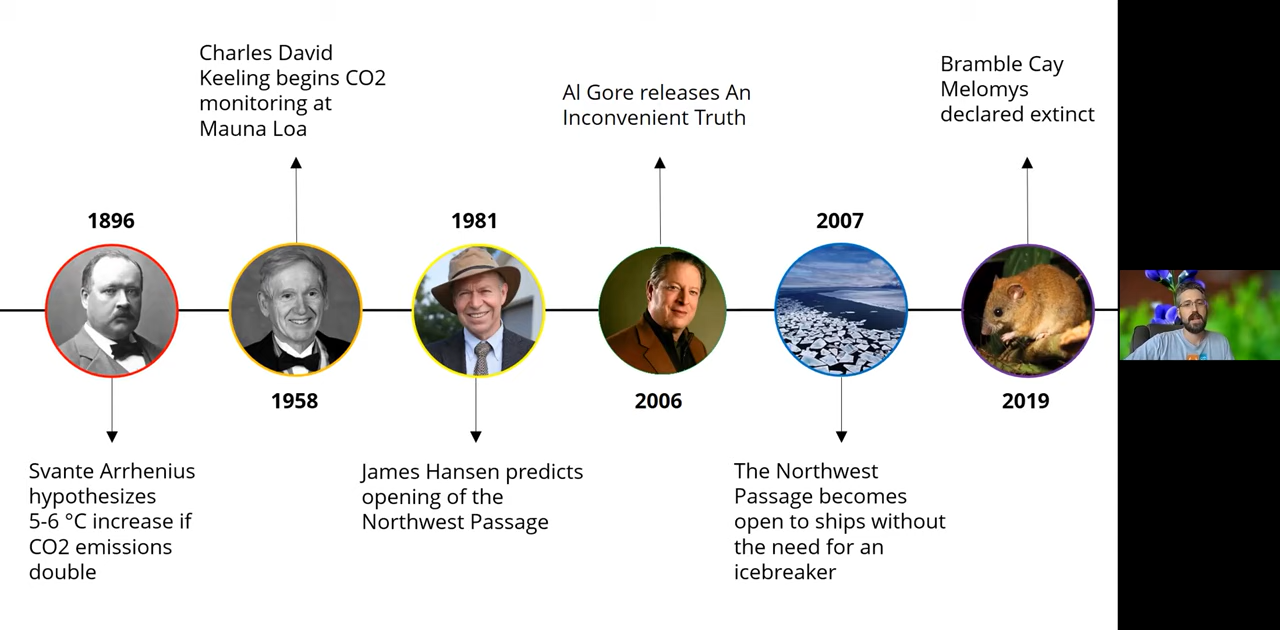 Charles David
Keeling begins CO2
monitoring at
Mauna Loa
Al Gore releases An
Inconvenient Truth
Bramble Cay
Melomys
declared extinct
1896
1981
2007
1958
2006
2019
Svante Arrhenius
hypothesizes
5-6 °C increase if
CO2 emissions
double
James Hansen predicts
opening of the
Northwest Passage
The Northwest
Passage becomes
open to ships without
the need for an
icebreaker